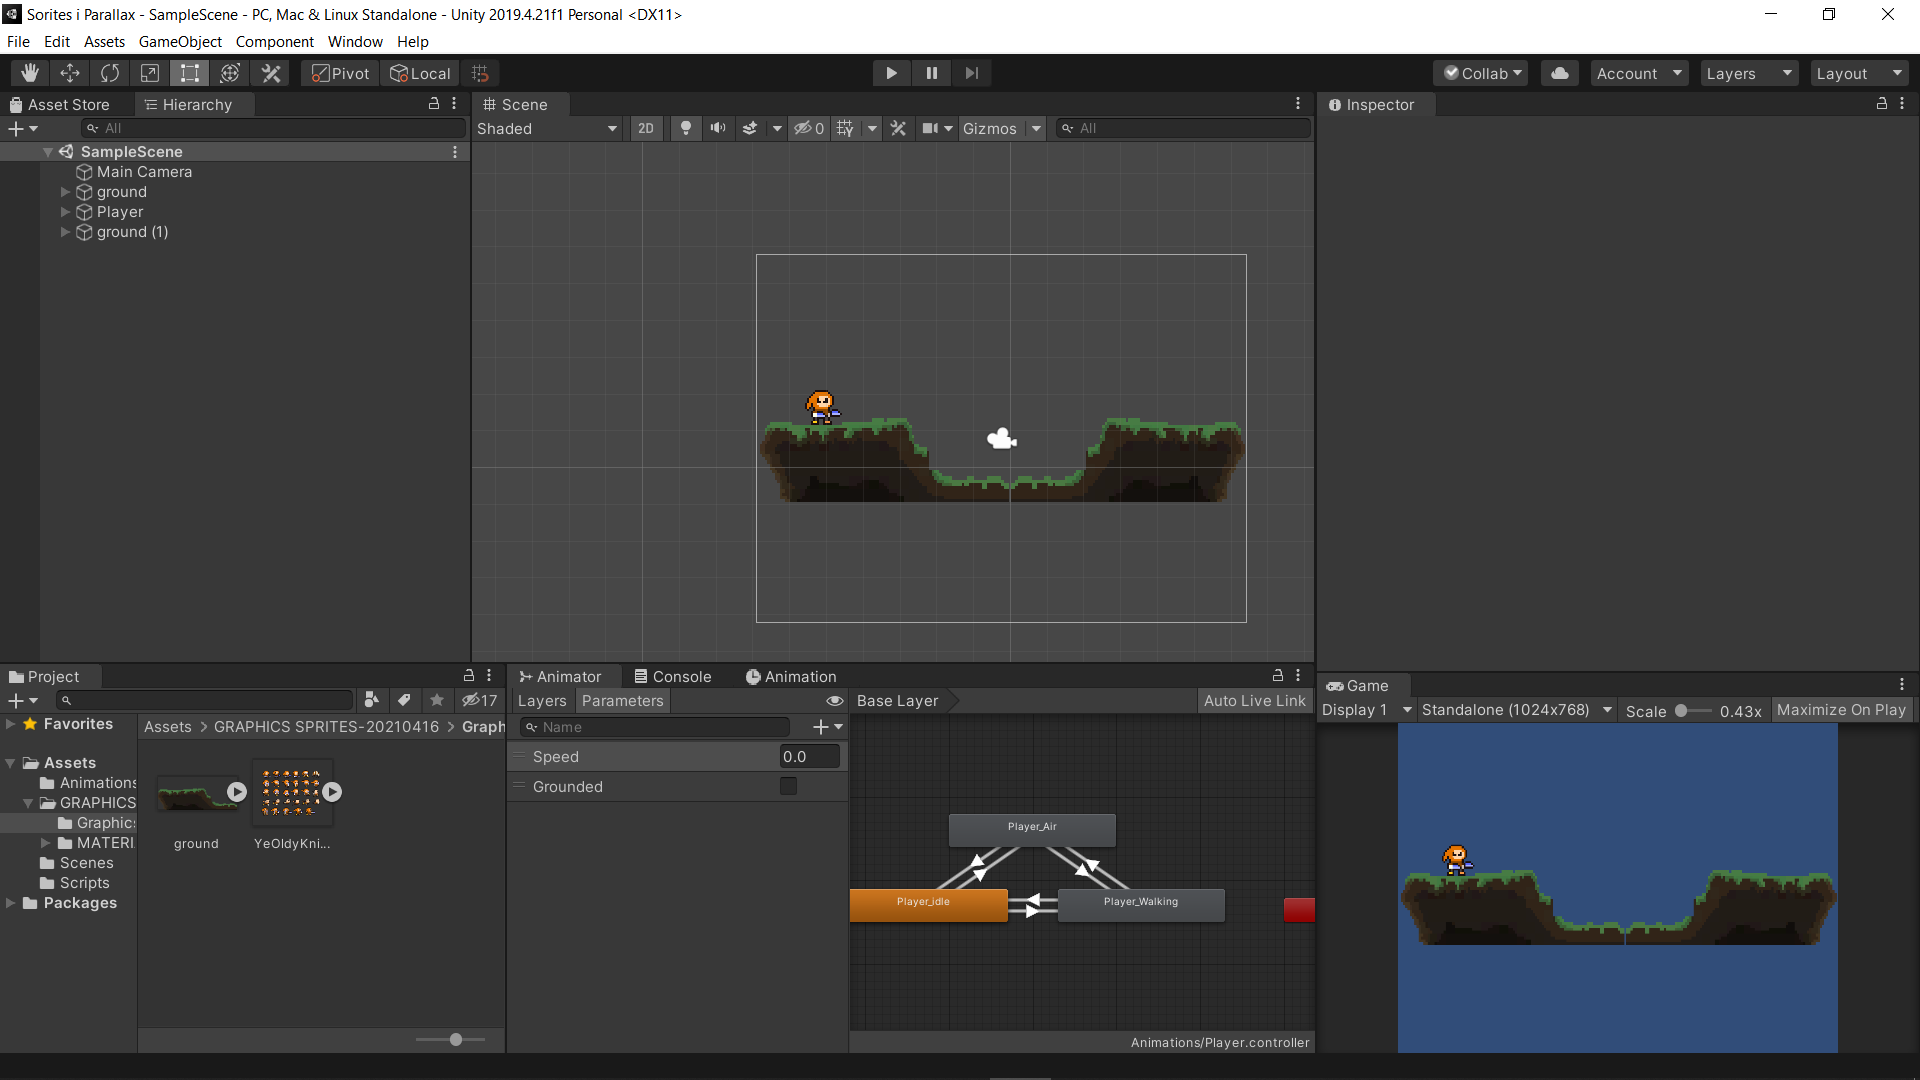 Sorites i Parallax - SampleScene - PC, Mac & Linux Standalone - Unity 2019.4.21f1 Personal <DX11>
File Edit Assets GameObject Component Window Help
Pivot Local Collab Account Layers Layout
Asset Store Hierarchy
All
SampleScene
Main Camera
ground
Player
ground (1)
Scene
Shaded 2D 0 Gizmos All
Inspector
Project
17
Favorites
Assets
Animations
GRAPHICS
Graphics
MATERI
Scenes
Scripts
Packages
Assets > GRAPHICS SPRITES-20210416 > Graph
ground YeOldyKni...
Animator Console Animation
Layers Parameters Base Layer Auto Live Link
Name
Speed 0.0
Grounded
Player_Air
Player_idle
Player_Walking
Animations/Player.controller
Game
Display 1 Standalone (1024x768) Scale 0.43x Maximize On Play